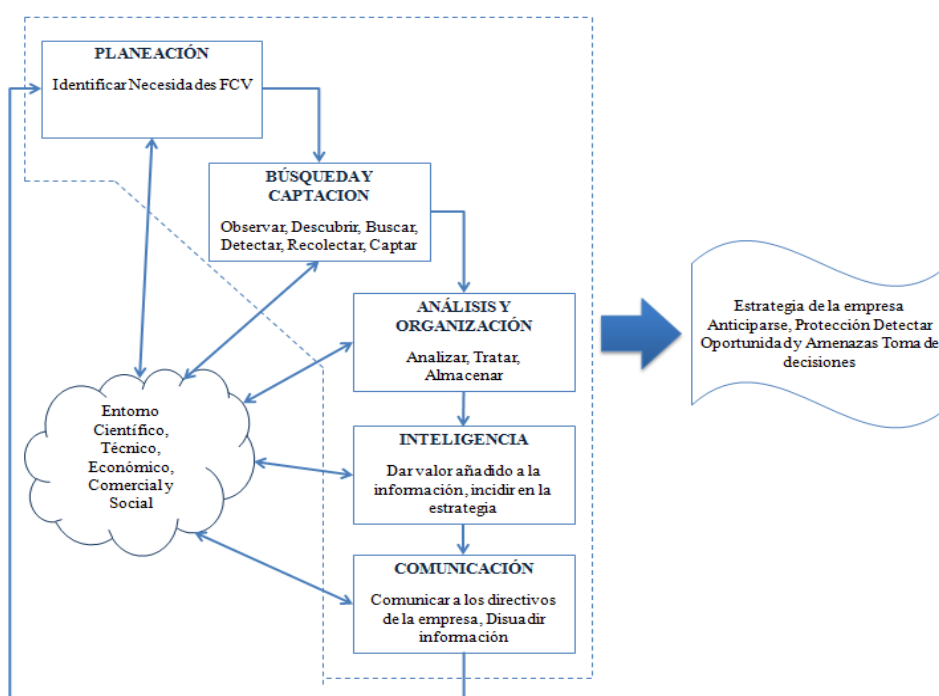 PLANEACIÓN
Identificar Necesidades FCV
BÚSQUEDA Y
CAPTACION
Observar, Descubrir, Buscar,
Detectar, Recolectar, Captar
ANÁLISIS Y
ORGANIZACIÓN
Analizar, Tratar,
Almacenar
INTELIGENCIA
Dar valor añadido a la
información, incidir en la
estrategia
COMUNICACIÓN
Comunicar a los directivos
de la empresa, Disuadir
información
Entorno
Científico,
Técnico,
Económico,
Comercial y
Social
Estrategia de la empresa
Anticiparse, Protección Detectar
Oportunidad y Amenazas Toma de
decisiones